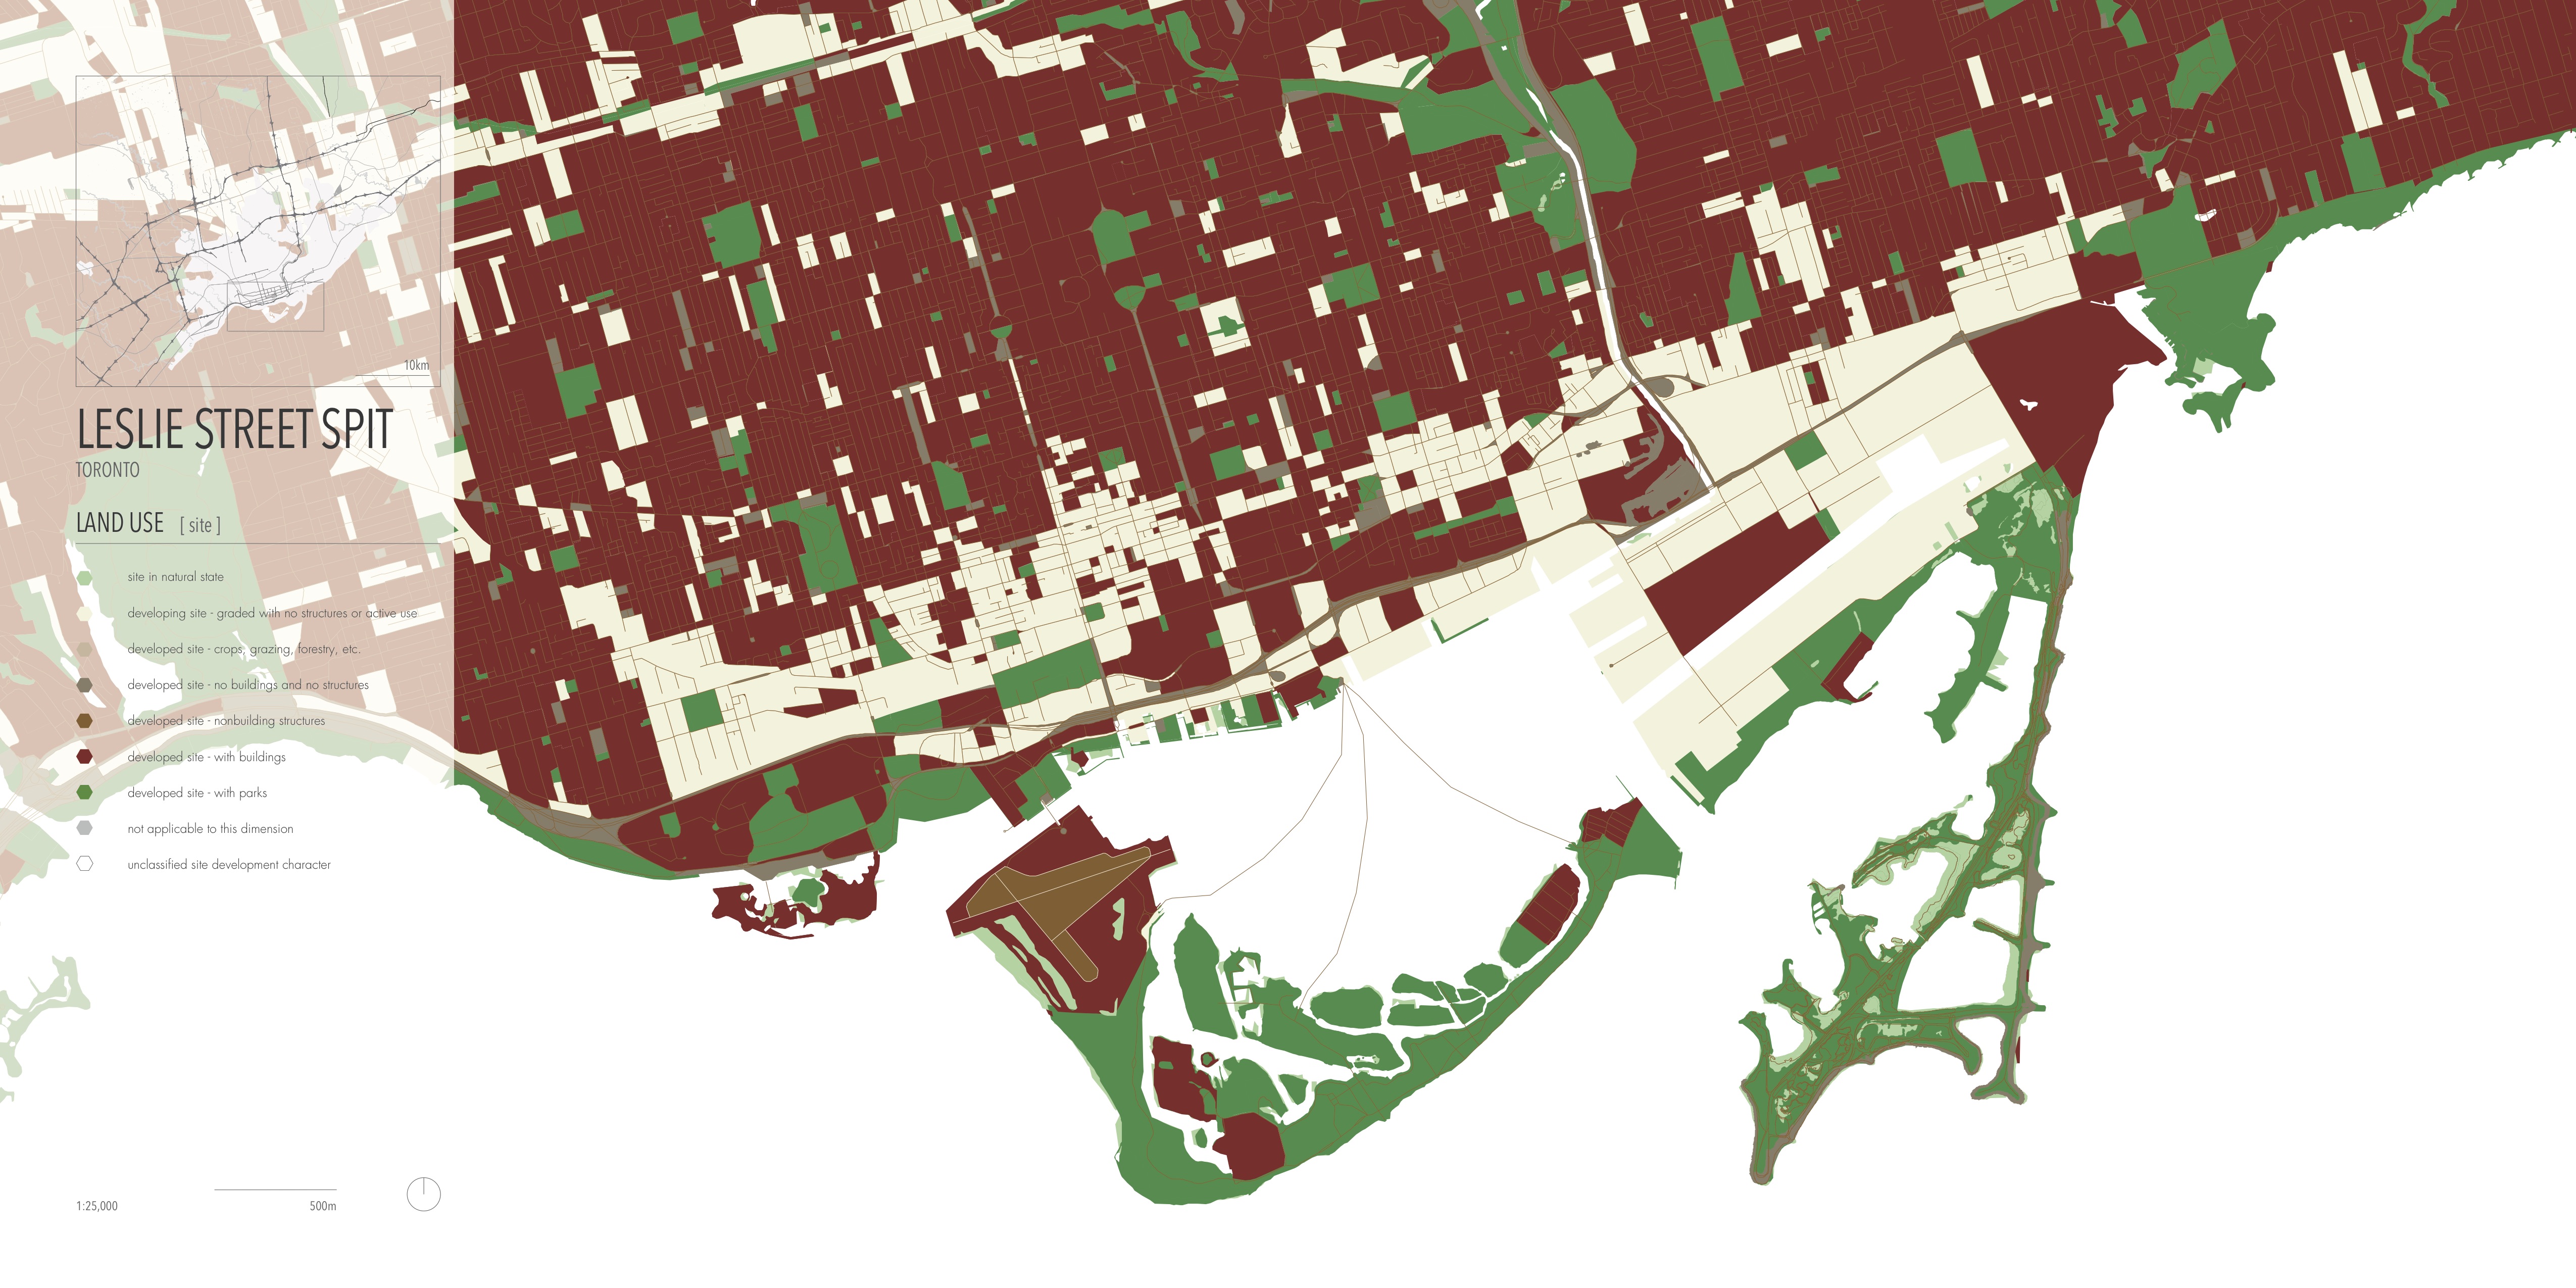 10km
LESLIE STREET SPIT
TORONTO
LAND USE [ site ]
site in natural state
developing site - graded with no structures or active use
developed site - crops, grazing, forestry, etc.
developed site - no buildings and no structures
developed site - nonbuilding structures
developed site - with buildings
developed site - with parks
not applicable to this dimension
unclassified site development character
1:25,000 500m